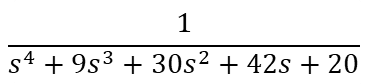 1
s⁴ + 9s³ + 30s² + 42s + 20